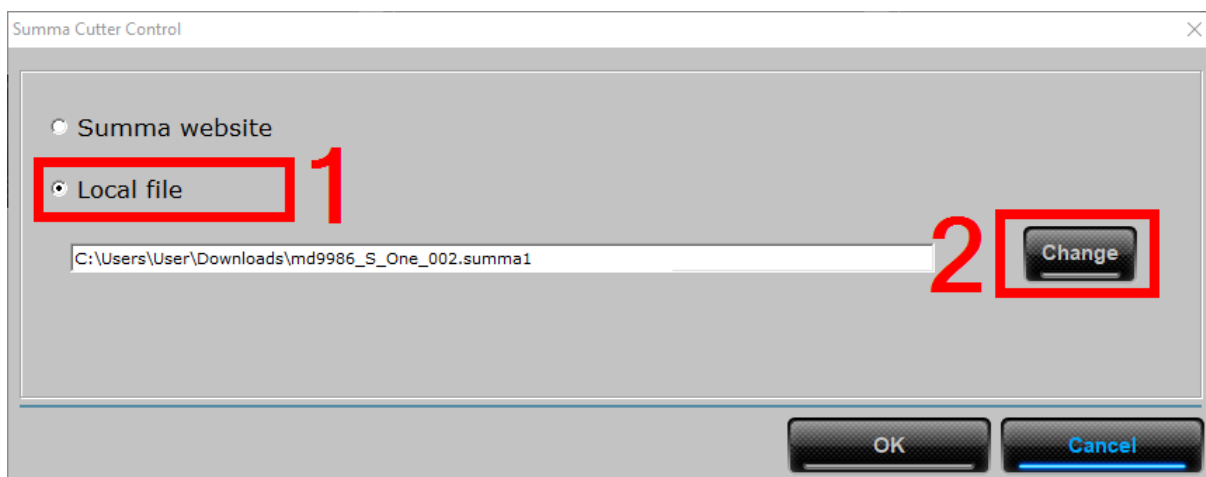 Summa Cutter Control
Summa website
Local file
1
C:\Users\User\Downloads\md9986_S_One_002.summa1
2
Change
OK
Cancel